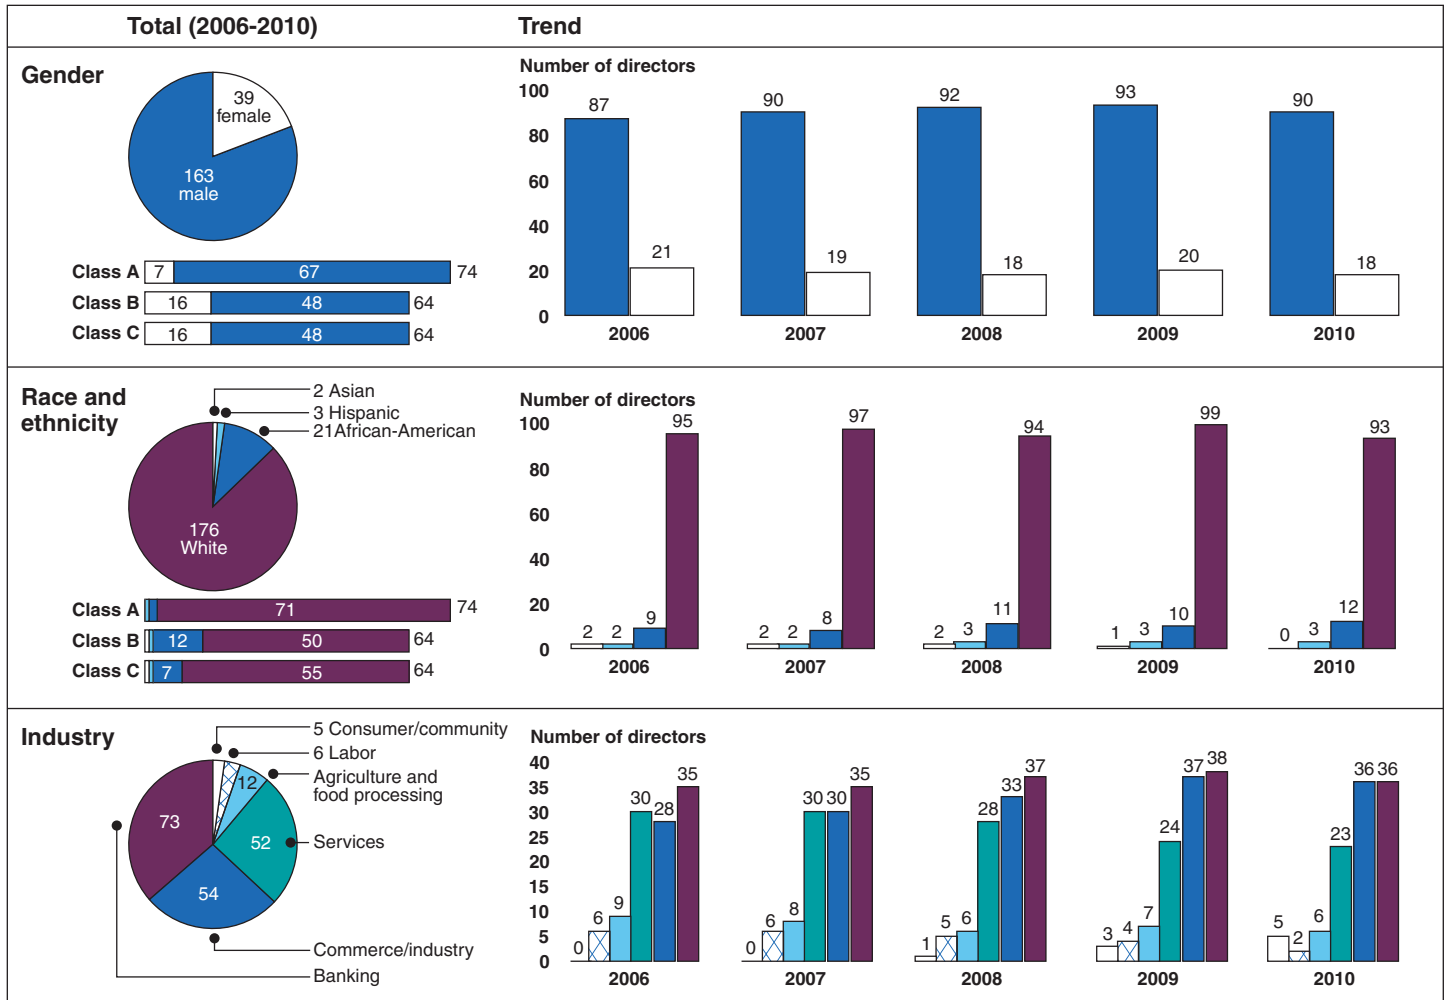 Total (2006-2010)
Trend
Gender
39
female
163
male
Class A 7 67 74
Class B 16 48 64
Class C 16 48 64
Number of directors
100
80
60
40
20
0
87 21
90 19
92 18
93 20
90 18
2006 2007 2008 2009 2010
Race and
ethnicity
2 Asian
3 Hispanic
21African-American
176
White
Class A 71 74
Class B 12 50 64
Class C 7 55 64
Number of directors
100
80
60
40
20
0
2 2 9 95
2 2 8 97
2 3 11 94
1 3 10 99
0 3 12 93
2006 2007 2008 2009 2010
Industry
5 Consumer/community
6 Labor
12
Agriculture and
food processing
73
52
Services
54
Commerce/industry
Banking
Number of directors
40
35
30
25
20
15
10
5
0
0 6 9 30 28 35
0 6 8 30 30 35
1 5 6 28 33 37
3 4 7 24 37 38
5 2 6 23 36 36
2006 2007 2008 2009 2010